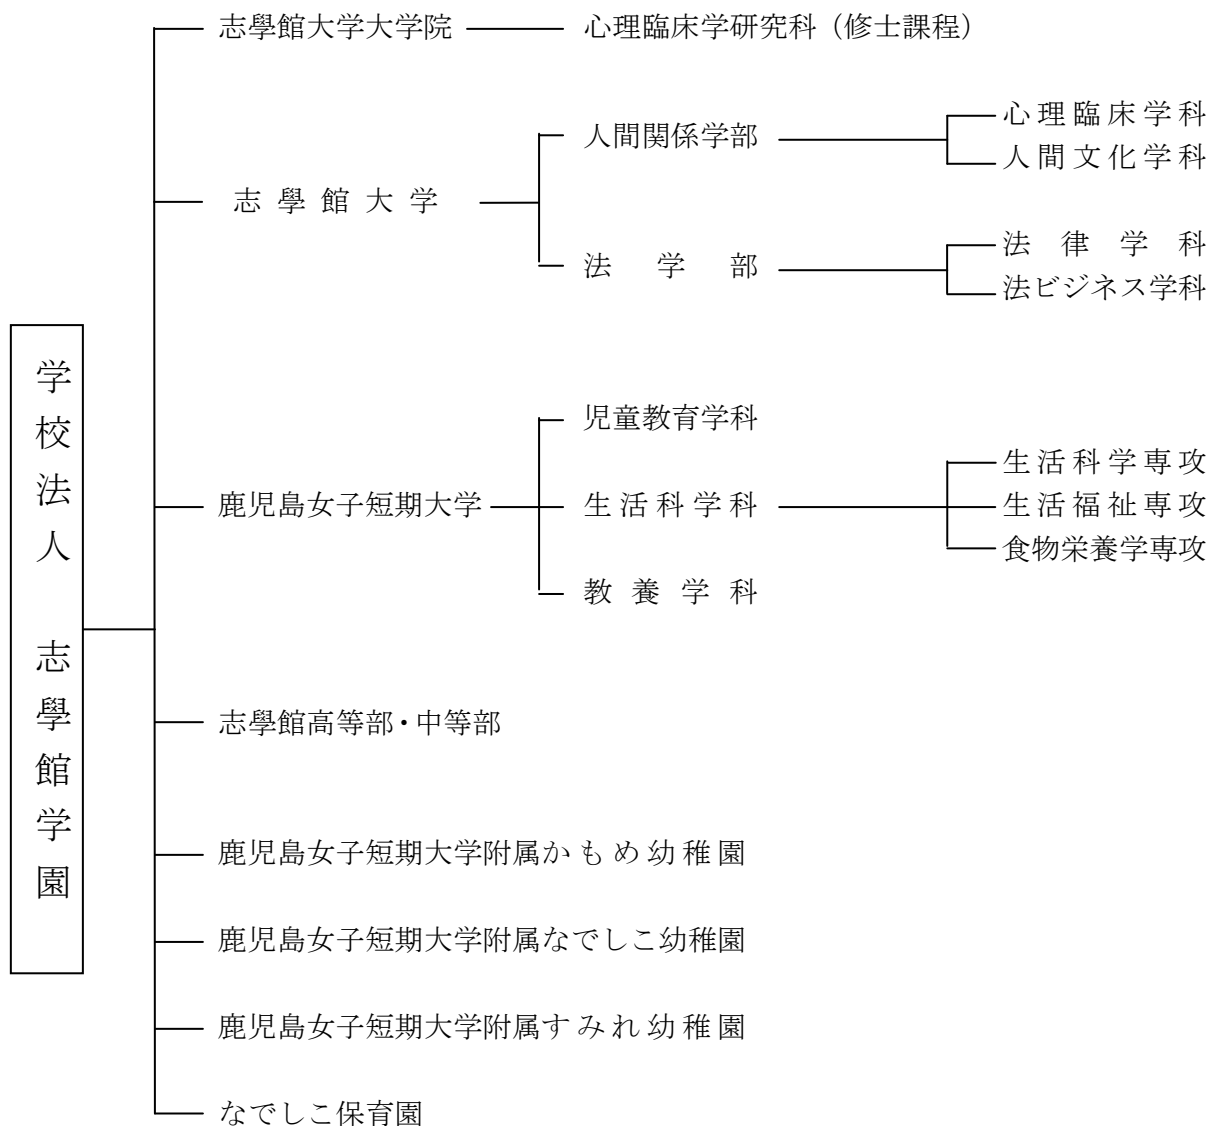 学校法人 志學館学園
志學館大学大学院
心理臨床学研究科（修士課程）
志學館大学
人間関係学部
心理臨床学科
人間文化学科
法学部
法律学科
法ビジネス学科
鹿児島女子短期大学
児童教育学科
生活科学科
生活科学専攻
生活福祉専攻
食物栄養学専攻
教養学科
志學館高等部・中等部
鹿児島女子短期大学附属かもめ幼稚園
鹿児島女子短期大学附属なでしこ幼稚園
鹿児島女子短期大学附属すみれ幼稚園
なでしこ保育園